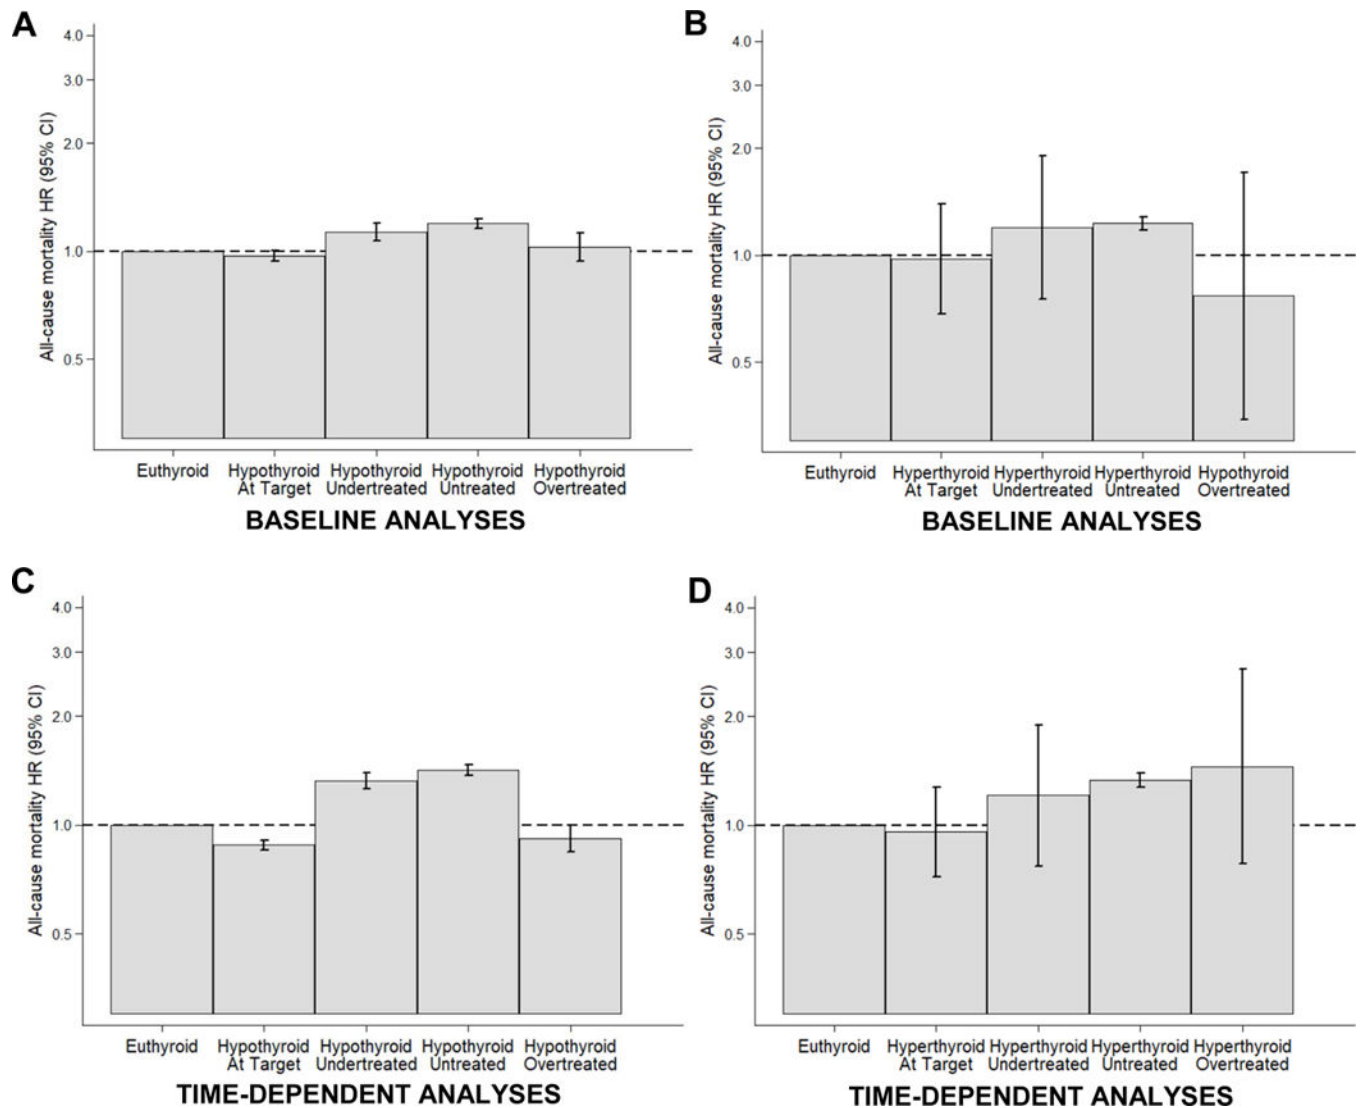 A
All-cause mortality HR (95% CI)
4.0
3.0
2.0
1.0
0.5
Euthyroid
Hypothyroid
At Target
Hypothyroid
Undertreated
Hypothyroid
Untreated
Hypothyroid
Overtreated
BASELINE ANALYSES
B
All-cause mortality HR (95% CI)
4.0
3.0
2.0
1.0
0.5
Euthyroid
Hyperthyroid
At Target
Hyperthyroid
Undertreated
Hyperthyroid
Untreated
Hypothyroid
Overtreated
BASELINE ANALYSES
C
All-cause mortality HR (95% CI)
4.0
3.0
2.0
1.0
0.5
Euthyroid
Hypothyroid
At Target
Hypothyroid
Undertreated
Hypothyroid
Untreated
Hypothyroid
Overtreated
TIME-DEPENDENT ANALYSES
D
All-cause mortality HR (95% CI)
4.0
3.0
2.0
1.0
0.5
Euthyroid
Hyperthyroid
At Target
Hyperthyroid
Undertreated
Hyperthyroid
Untreated
Hyperthyroid
Overtreated
TIME-DEPENDENT ANALYSES